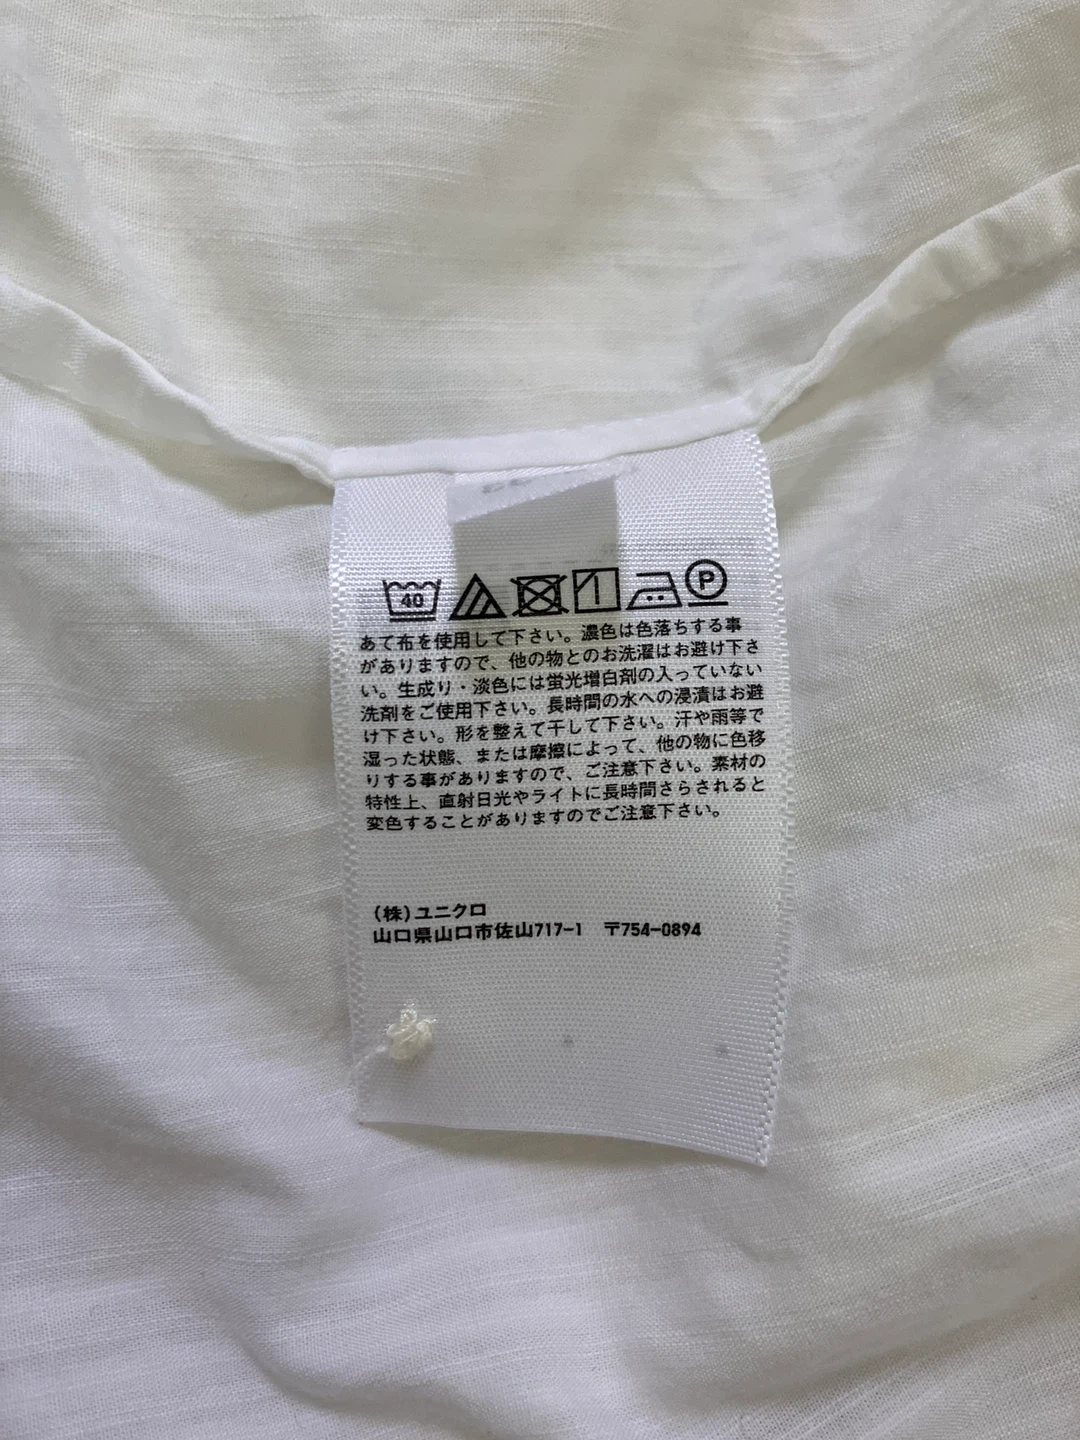 40
P
あて布を使用して下さい。濃色は色落ちする事
がありますので、他の物とのお洗濯はお避け下さ
い。生成り・淡色には蛍光増白剤の入っていない
洗剤をご使用下さい。長時間の水への浸漬はお避
け下さい。形を整えて干して下さい。汗や雨等で
湿った状態、または摩擦によって、他の物に色移
りする事がありますので、ご注意下さい。素材の
特性上、直射日光やライトに長時間さらされると
変色することがありますのでご注意下さい。
(株)ユニクロ
山口県山口市佐山717-1 〒754-0894